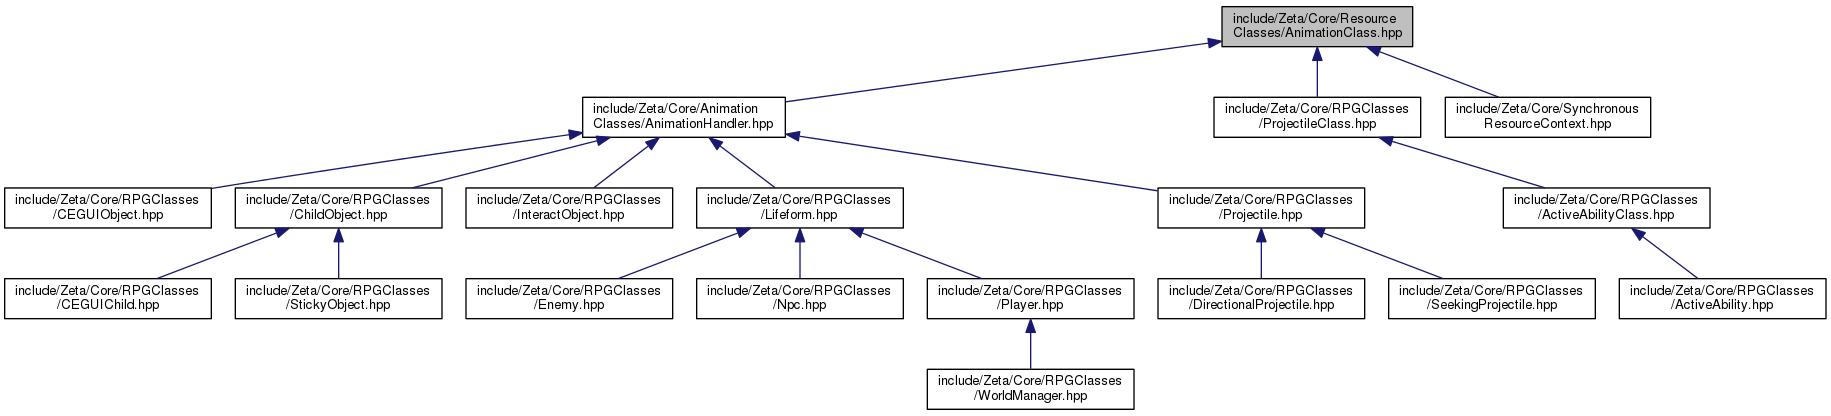 include/Zeta/Core/Resource
Classes/AnimationClass.hpp
include/Zeta/Core/Animation
Classes/AnimationHandler.hpp
include/Zeta/Core/RPGClasses
/ProjectileClass.hpp
include/Zeta/Core/Synchronous
ResourceContext.hpp
include/Zeta/Core/RPGClasses
/CEGUIObject.hpp
include/Zeta/Core/RPGClasses
/ChildObject.hpp
include/Zeta/Core/RPGClasses
/InteractObject.hpp
include/Zeta/Core/RPGClasses
/Lifeform.hpp
include/Zeta/Core/RPGClasses
/Projectile.hpp
include/Zeta/Core/RPGClasses
/ActiveAbilityClass.hpp
include/Zeta/Core/RPGClasses
/CEGUIChild.hpp
include/Zeta/Core/RPGClasses
/StickyObject.hpp
include/Zeta/Core/RPGClasses
/Enemy.hpp
include/Zeta/Core/RPGClasses
/Npc.hpp
include/Zeta/Core/RPGClasses
/Player.hpp
include/Zeta/Core/RPGClasses
/DirectionalProjectile.hpp
include/Zeta/Core/RPGClasses
/SeekingProjectile.hpp
include/Zeta/Core/RPGClasses
/ActiveAbility.hpp
include/Zeta/Core/RPGClasses
/WorldManager.hpp